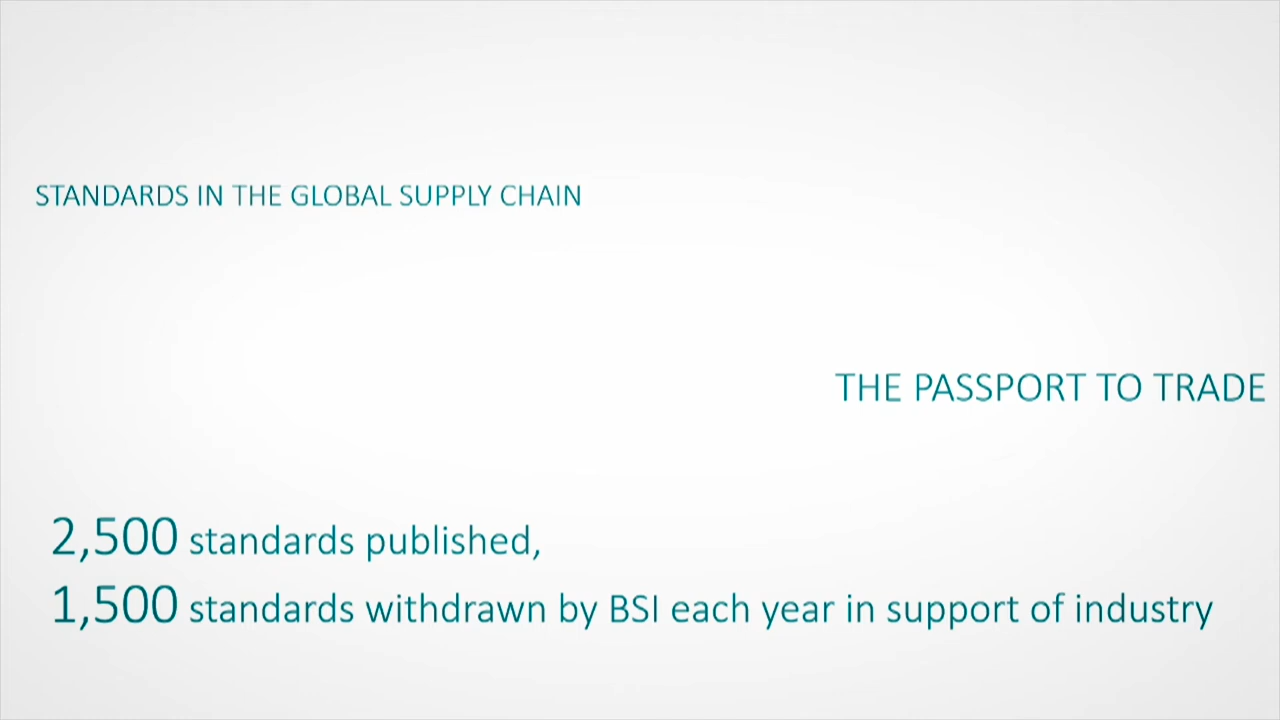 STANDARDS IN THE GLOBAL SUPPLY CHAIN
THE PASSPORT TO TRADE
2,500 standards published,
1,500 standards withdrawn by BSI each year in support of industry